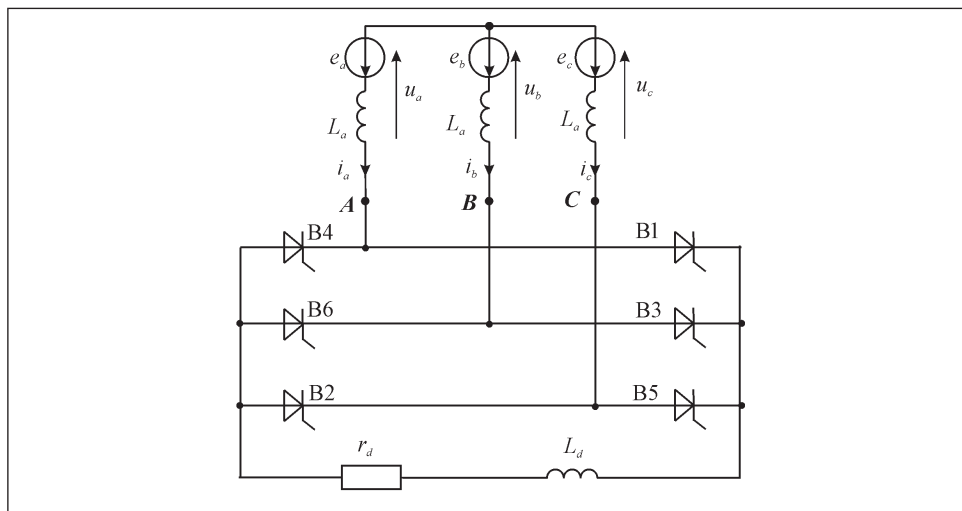 e_a
e_b
e_c
u_a
u_b
u_c
L_a
L_a
L_a
i_a
i_b
i_c
A
B
C
B4
B1
B6
B3
B2
B5
r_d
L_d